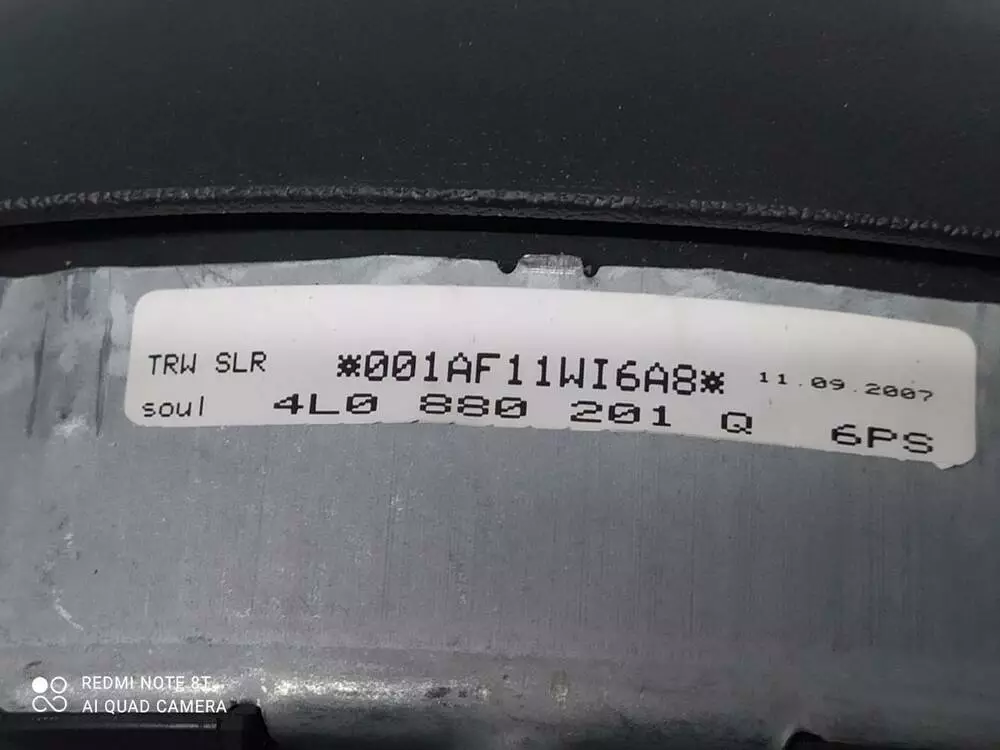 TRW SLR *001AF11WI6A8* 11.09.2007
soul 4L0 880 201 Q 6PS
REDMI NOTE 8T
AI QUAD CAMERA